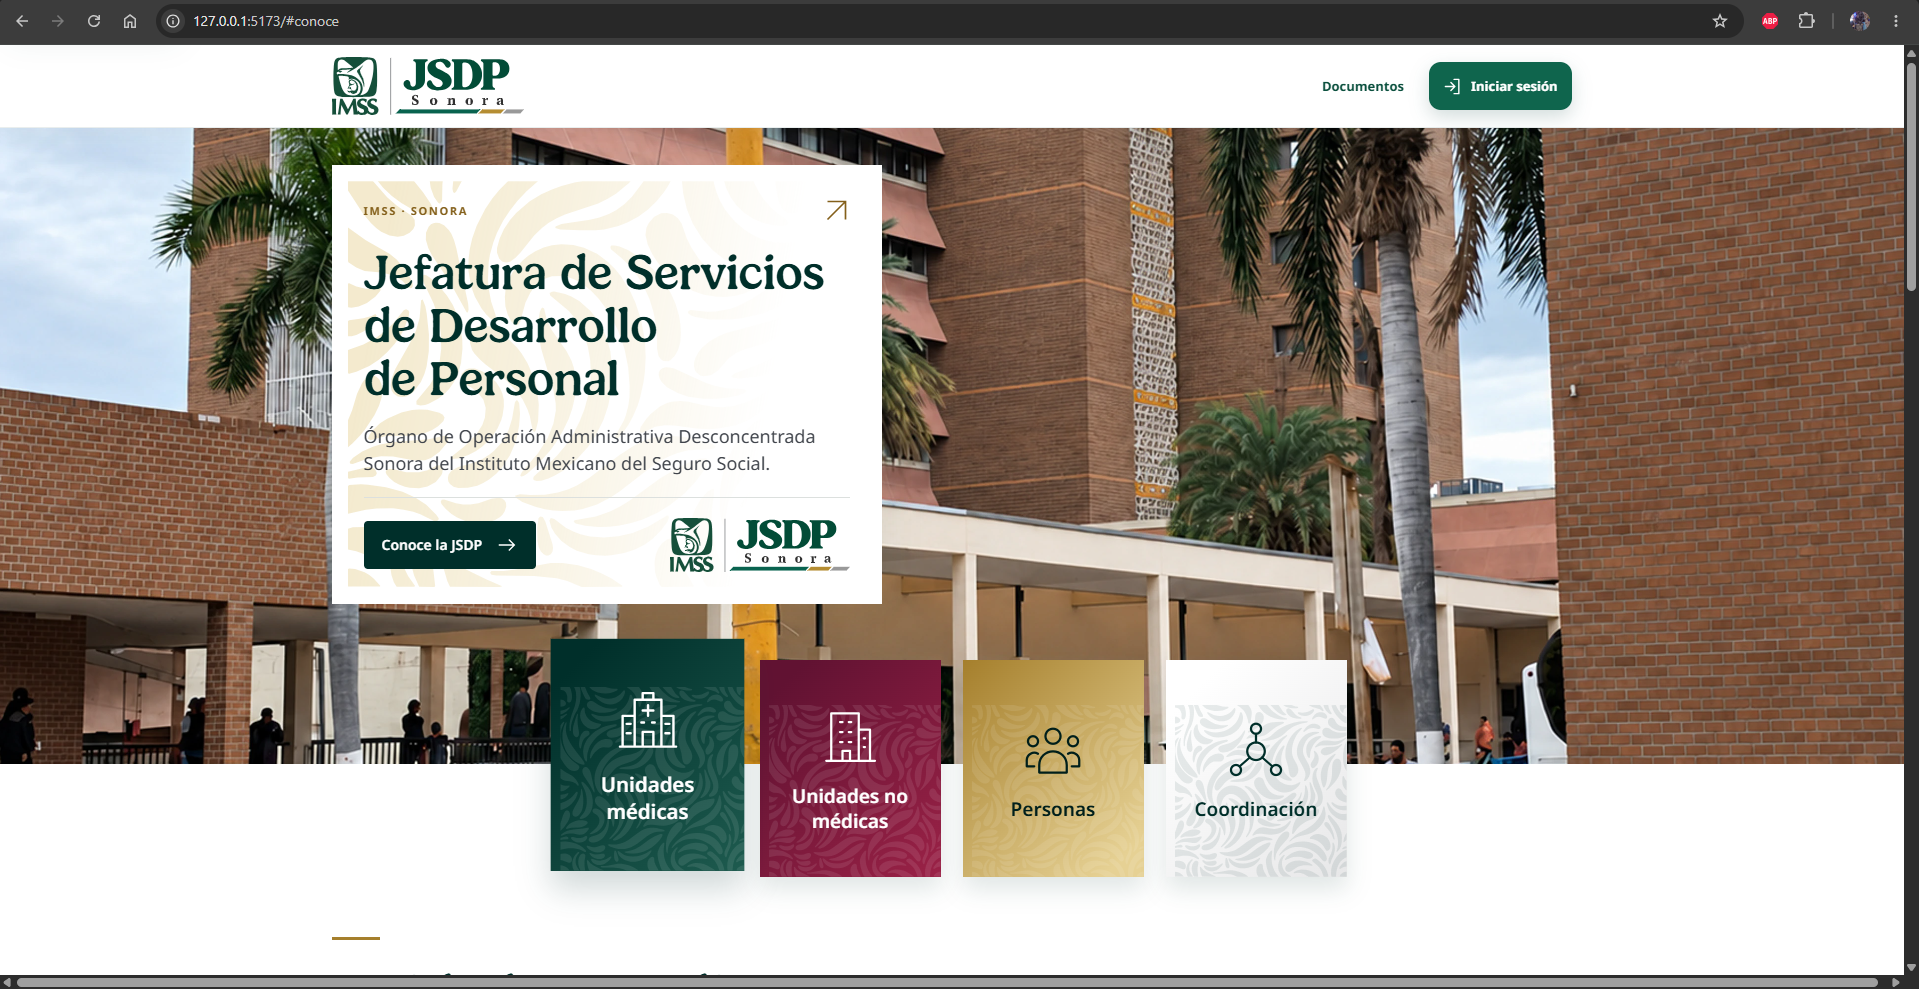 127.0.0.1:5173/#conoce
ABP
IMSS
JSDP
Sonora
Documentos
Iniciar sesión
IMSS · SONORA
Jefatura de Servicios
de Desarrollo
de Personal
Órgano de Operación Administrativa Desconcentrada
Sonora del Instituto Mexicano del Seguro Social.
Conoce la JSDP
IMSS
JSDP
Sonora
Unidades
médicas
Unidades no
médicas
Personas
Coordinación